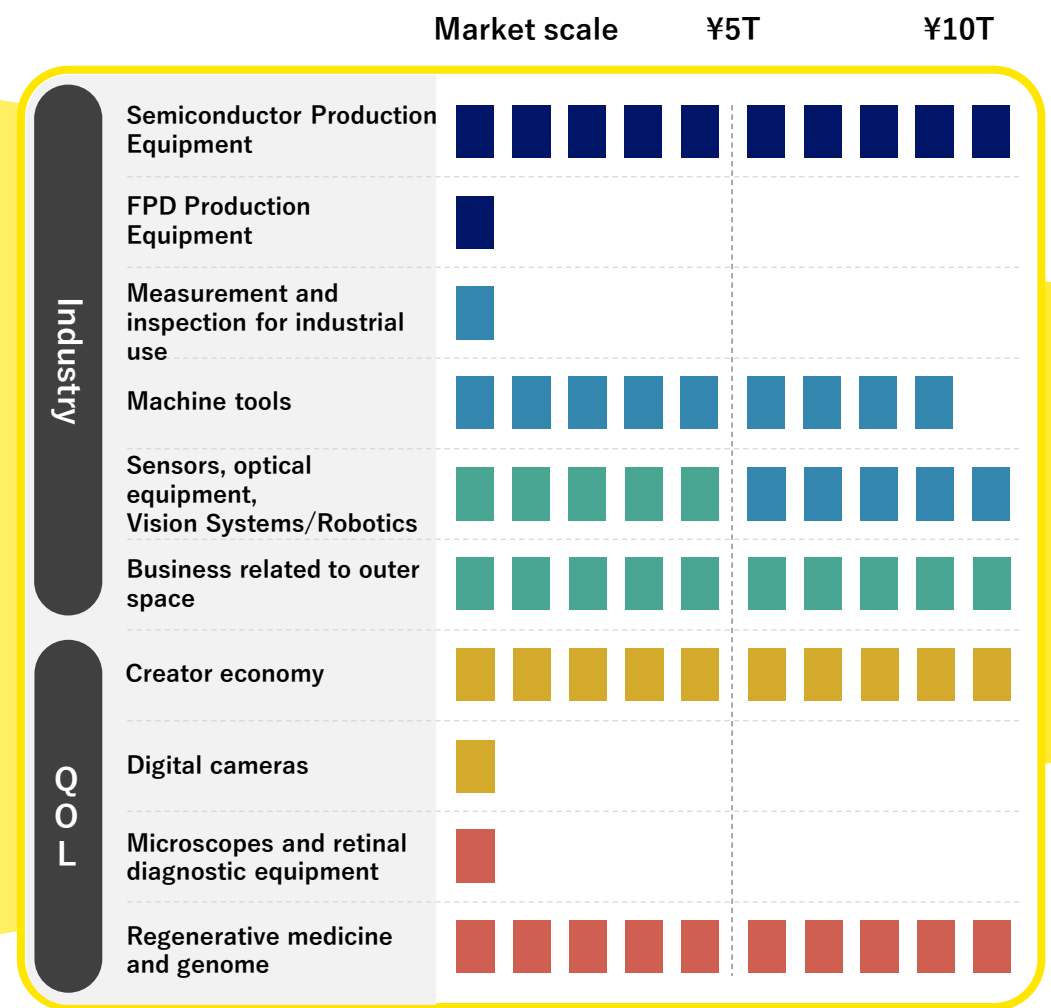 Market scale ¥5T ¥10T
Industry
Semiconductor Production
Equipment
FPD Production
Equipment
Measurement and
inspection for industrial
use
Machine tools
Sensors, optical
equipment,
Vision Systems/Robotics
Business related to outer
space
QOL
Creator economy
Digital cameras
Microscopes and retinal
diagnostic equipment
Regenerative medicine
and genome